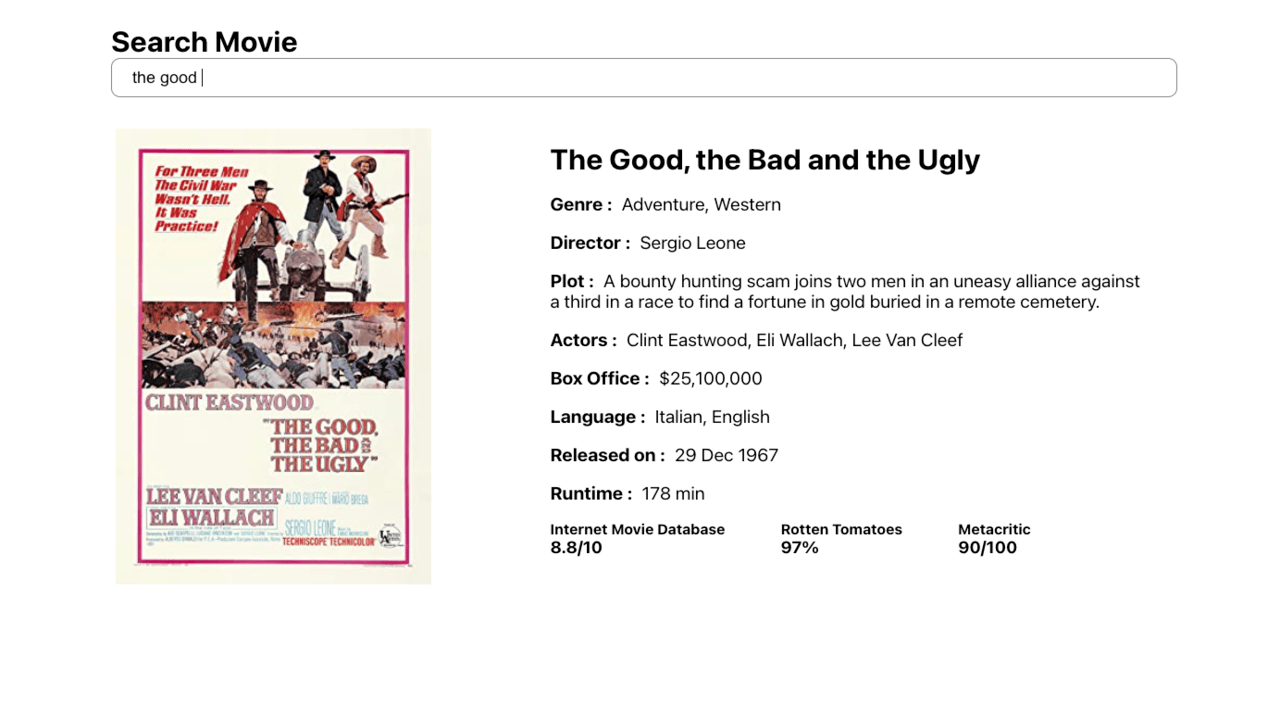 Search Movie
the good
For Three Men
The Civil War
Wasn't Hell.
It Was
Practice!
CLINT EASTWOOD
"THE GOOD,
THE BAD &
THE UGLY"
LEE VAN CLEEF ALDO GIUFFRE | MARIO BREGA
ELI WALLACH
SERGIO LEONE
TECHNISCOPE TECHNICOLOR
The Good, the Bad and the Ugly
Genre : Adventure, Western
Director : Sergio Leone
Plot : A bounty hunting scam joins two men in an uneasy alliance against
a third in a race to find a fortune in gold buried in a remote cemetery.
Actors : Clint Eastwood, Eli Wallach, Lee Van Cleef
Box Office : $25,100,000
Language : Italian, English
Released on : 29 Dec 1967
Runtime : 178 min
Internet Movie Database Rotten Tomatoes Metacritic
8.8/10 97% 90/100